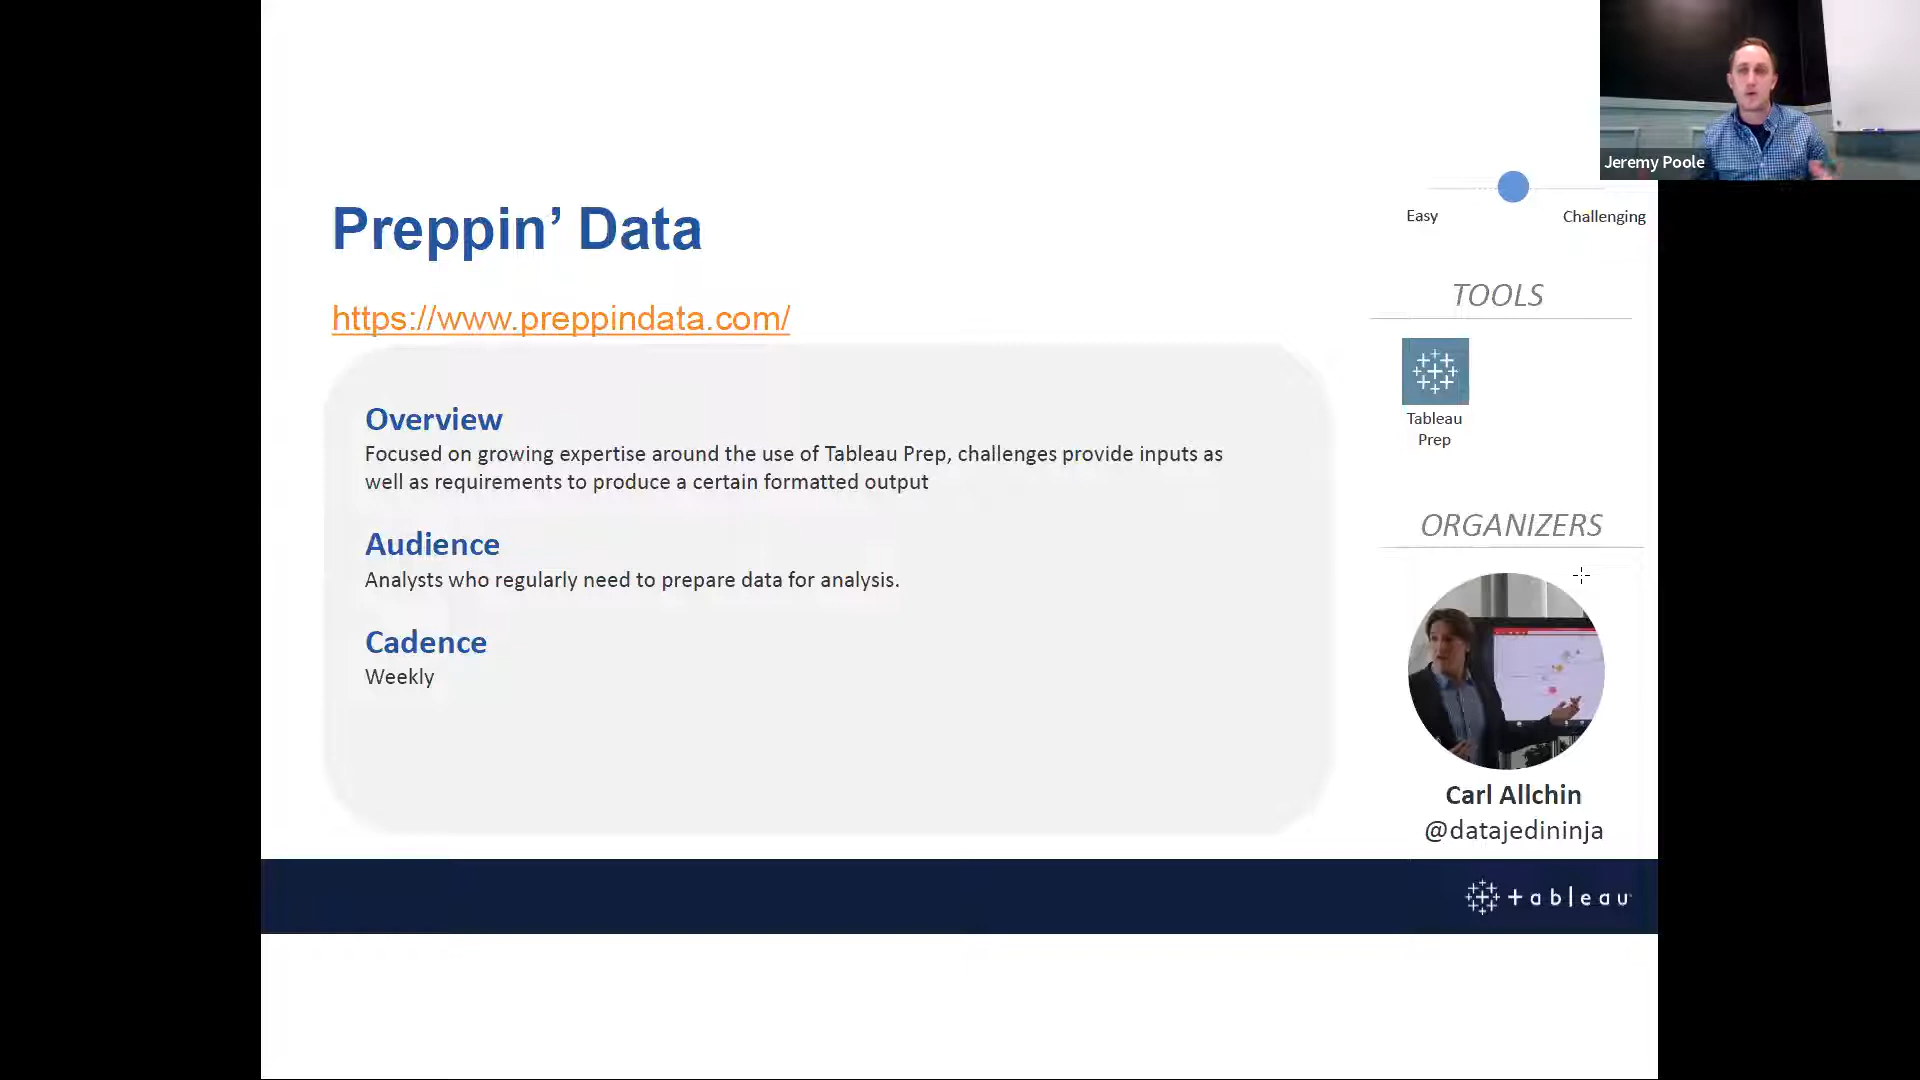 Jeremy Poole
Preppin’ Data
https://www.preppindata.com/
Easy
Challenging
TOOLS
Tableau
Prep
Overview
Focused on growing expertise around the use of Tableau Prep, challenges provide inputs as
well as requirements to produce a certain formatted output
Audience
Analysts who regularly need to prepare data for analysis.
Cadence
Weekly
ORGANIZERS
Carl Allchin
@datajedininja
+ableau